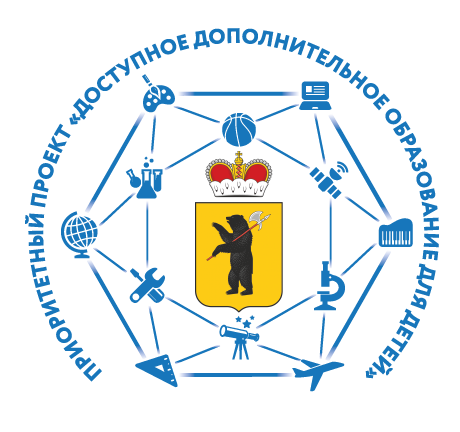 ПРИОРИТЕТНЫЙ ПРОЕКТ «ДОСТУПНОЕ ДОПОЛНИТЕЛЬНОЕ ОБРАЗОВАНИЕ ДЛЯ ДЕТЕЙ»